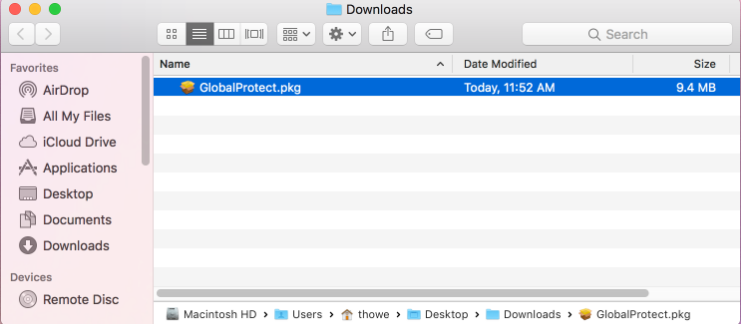 Downloads
Search
Favorites
AirDrop
All My Files
iCloud Drive
Applications
Desktop
Documents
Downloads
Devices
Remote Disc
Name Date Modified Size
GlobalProtect.pkg Today, 11:52 AM 9.4 MB
Macintosh HD Users thowe Desktop Downloads GlobalProtect.pkg